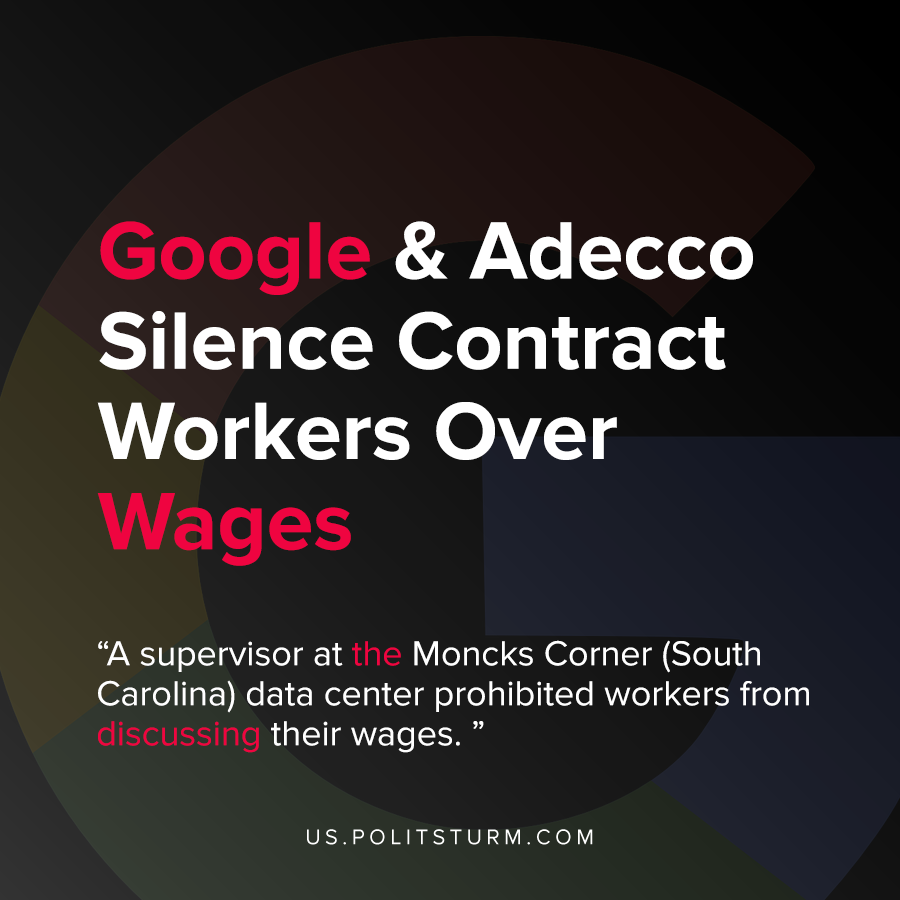 Google & Adecco
Silence Contract
Workers Over
Wages
“A supervisor at the Moncks Corner (South
Carolina) data center prohibited workers from
discussing their wages. ”
US.POLITSTURM.COM